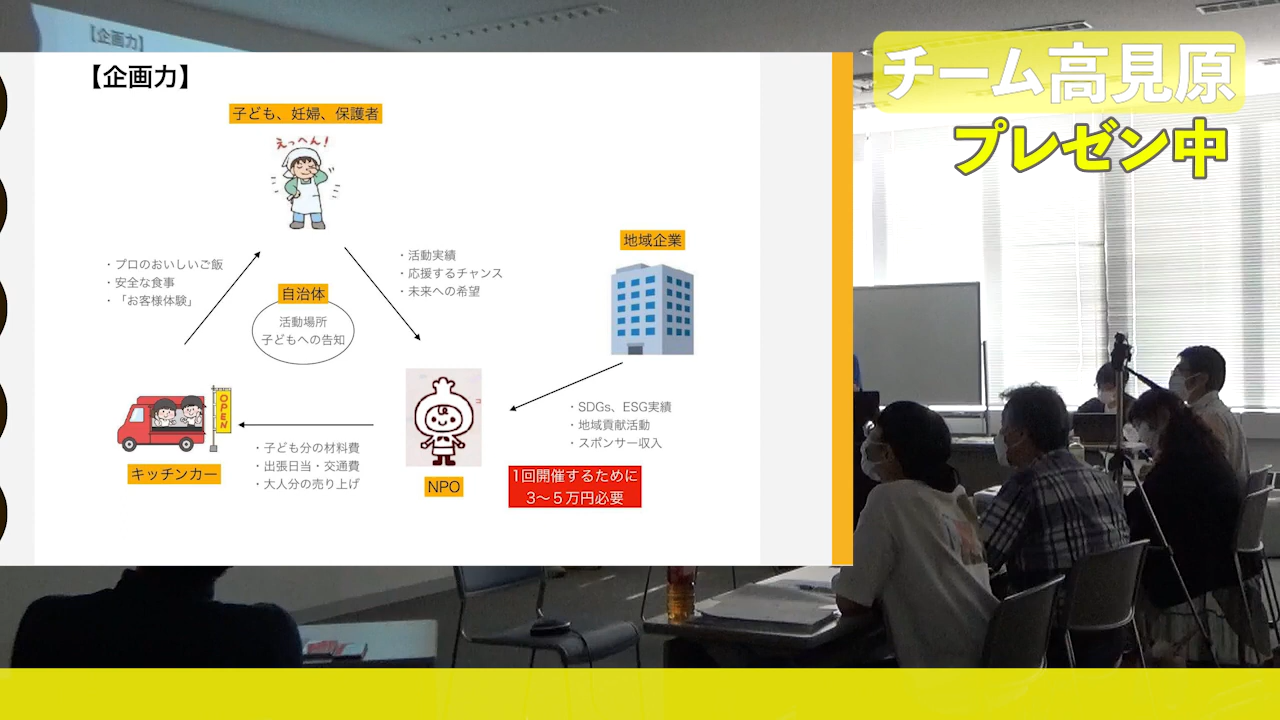 【企画力】
【企画力】
チーム高見原
プレゼン中
子ども、妊婦、保護者
えっへん!
・プロのおいしいご飯
・安全な食事
・「お客様体験」
・活動実績
・応援するチャンス
・未来への希望
地域企業
自治体
活動場所
子どもへの告知
OPEN
キッチンカー
・子ども分の材料費
・出張日当・交通費
・大人分の売り上げ
NPO
・SDGs、ESG実績
・地域貢献活動
・スポンサー収入
1回開催するために
3〜5万円必要